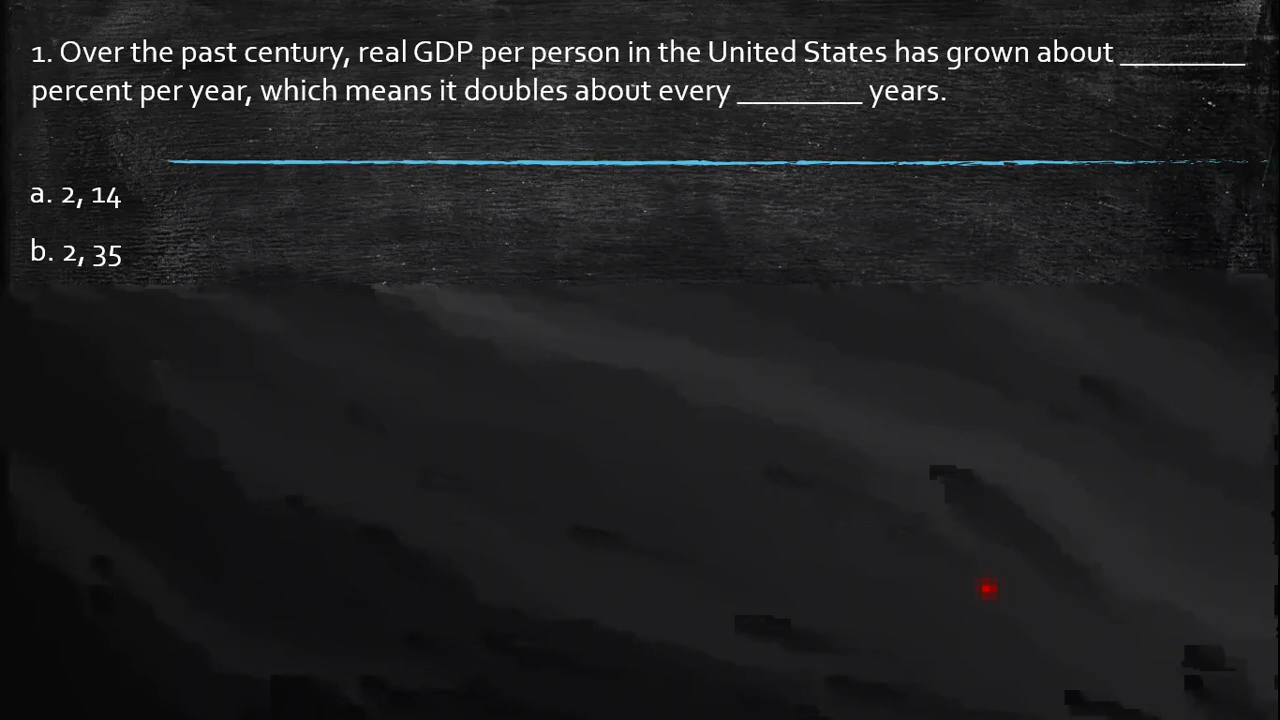 1. Over the past century, real GDP per person in the United States has grown about ________
percent per year, which means it doubles about every ________ years.
a. 2, 14
b. 2, 35